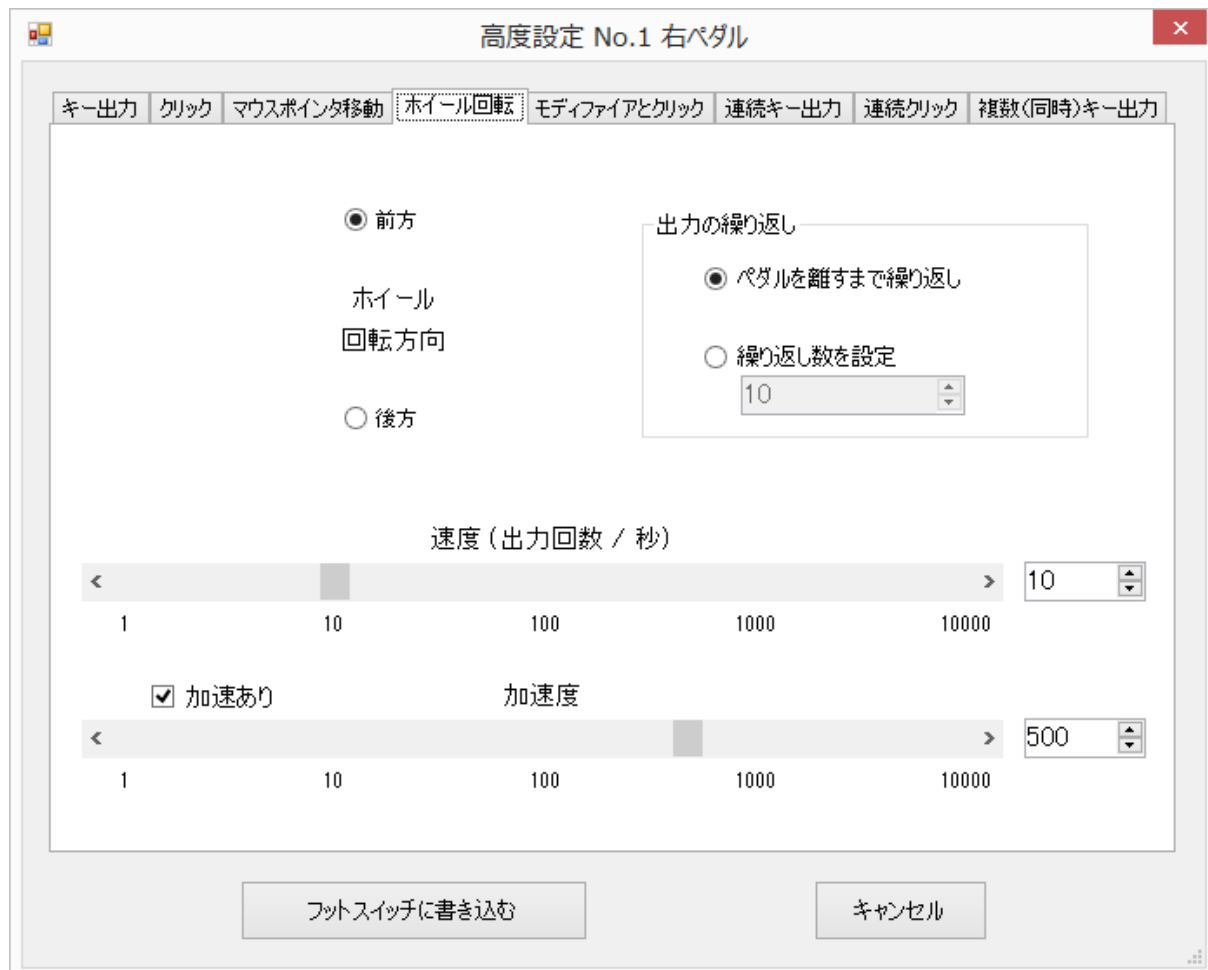 高度設定 No.1 右ペダル
キー出力 クリック マウスポインタ移動 ホイール回転 モディファイアとクリック 連続キー出力 連続クリック 複数(同時)キー出力
前方
ホイール
回転方向
後方
出力の繰り返し
ペダルを離すまで繰り返し
繰り返し数を設定
10
速度(出力回数 / 秒)
10
1 10 100 1000 10000
加速あり 加速度
500
1 10 100 1000 10000
フットスイッチに書き込む キャンセル